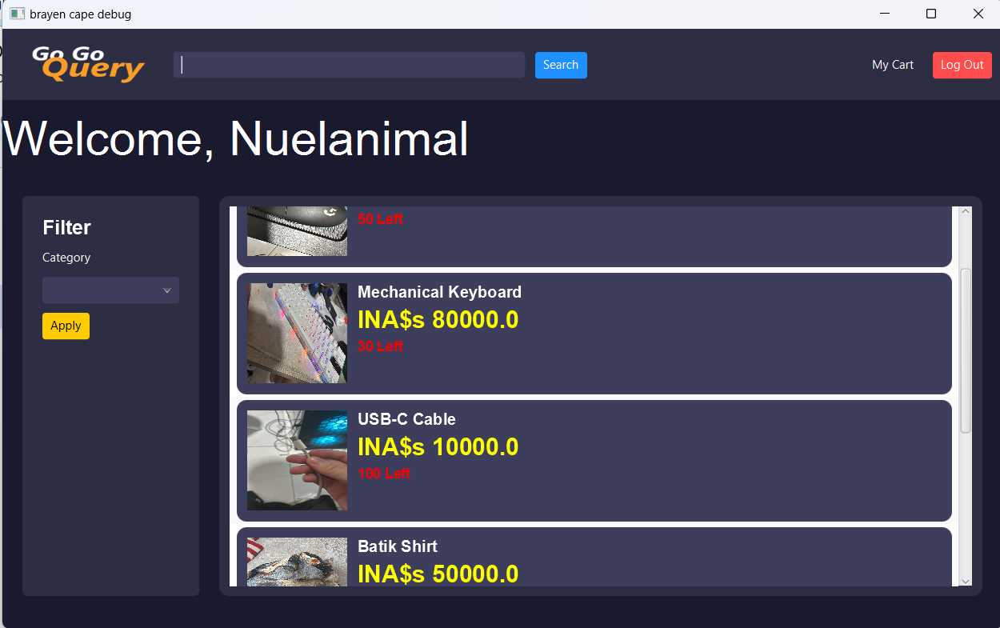 brayen cape debug
Go Go
Query
Search
My Cart
Log Out
Welcome, Nuelanimal
Filter
Category
Apply
50 Left
Mechanical Keyboard
INA$s 80000.0
30 Left
USB-C Cable
INA$s 10000.0
100 Left
Batik Shirt
INA$s 50000.0